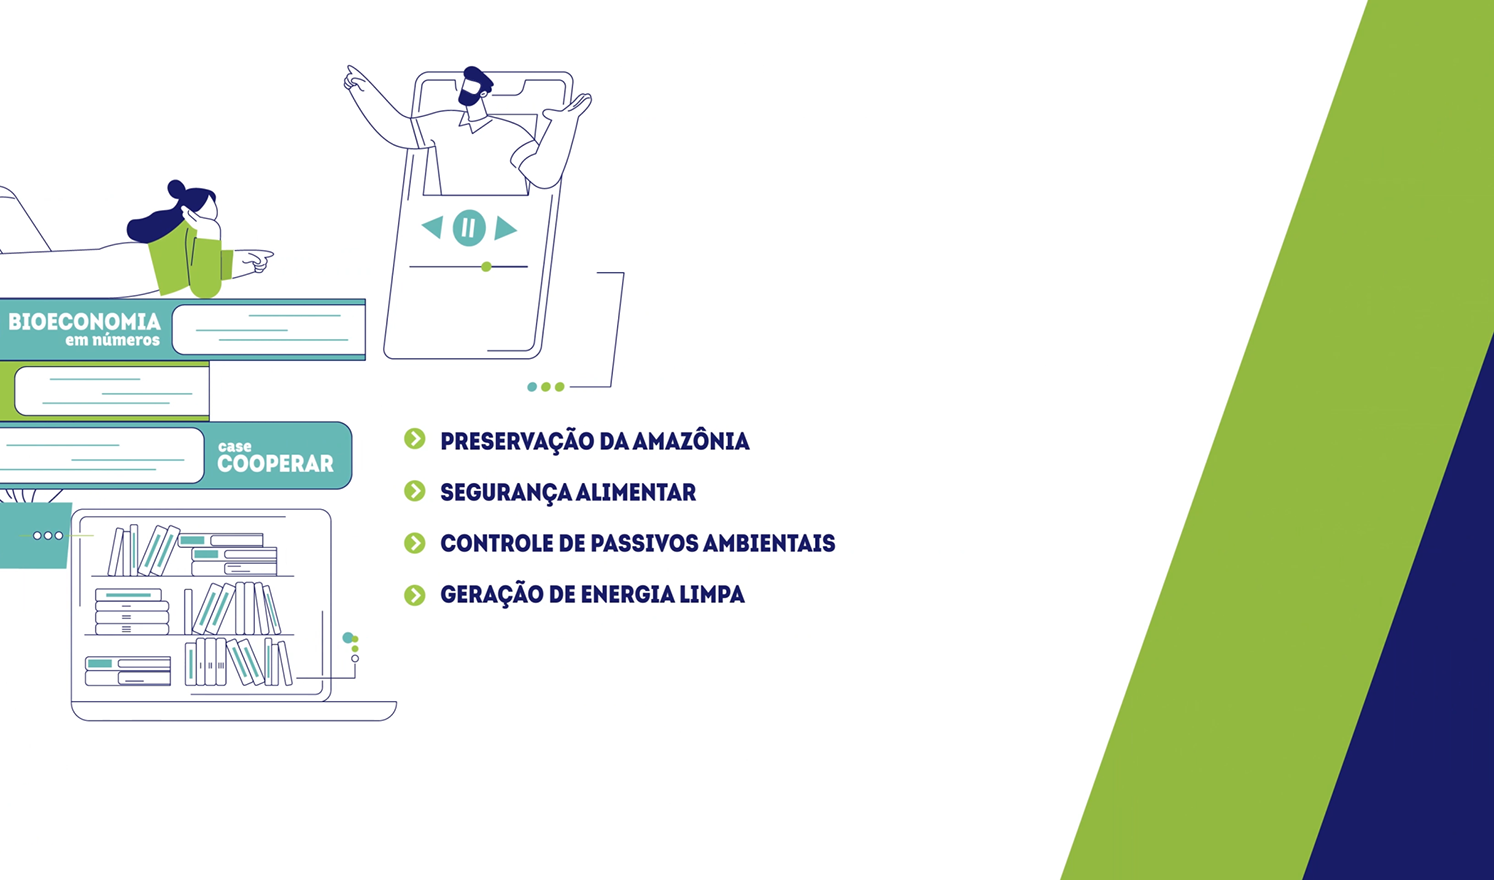 BIOECONOMIA
em números
case
COOPERAR
PRESERVAÇÃO DA AMAZÔNIA
SEGURANÇA ALIMENTAR
CONTROLE DE PASSIVOS AMBIENTAIS
GERAÇÃO DE ENERGIA LIMPA